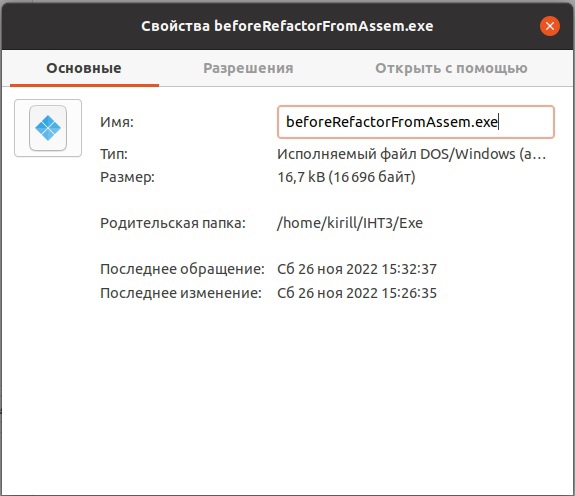 Свойства beforeRefactorFromAssem.exe
Основные Разрешения Открыть с помощью
Имя: beforeRefactorFromAssem.exe
Тип: Исполняемый файл DOS/Windows (a…
Размер: 16,7 kB (16 696 байт)
Родительская папка: /home/kirill/IHT3/Exe
Последнее обращение: Сб 26 ноя 2022 15:32:37
Последнее изменение: Сб 26 ноя 2022 15:26:35